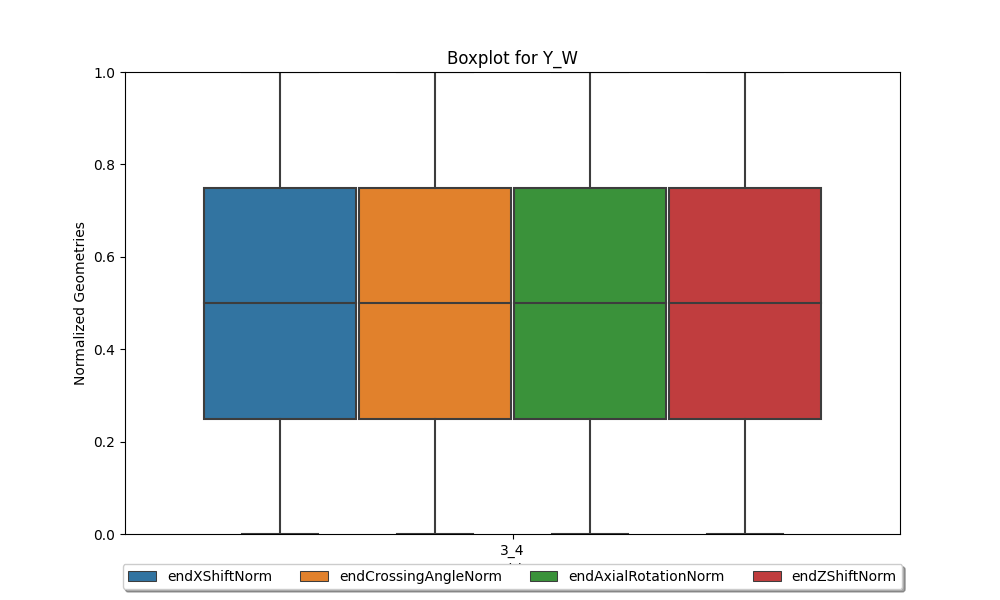 Boxplot for Y_W
Normalized Geometries
1.0
0.8
0.6
0.4
0.2
0.0
3_4
endXShiftNorm endCrossingAngleNorm endAxialRotationNorm endZShiftNorm